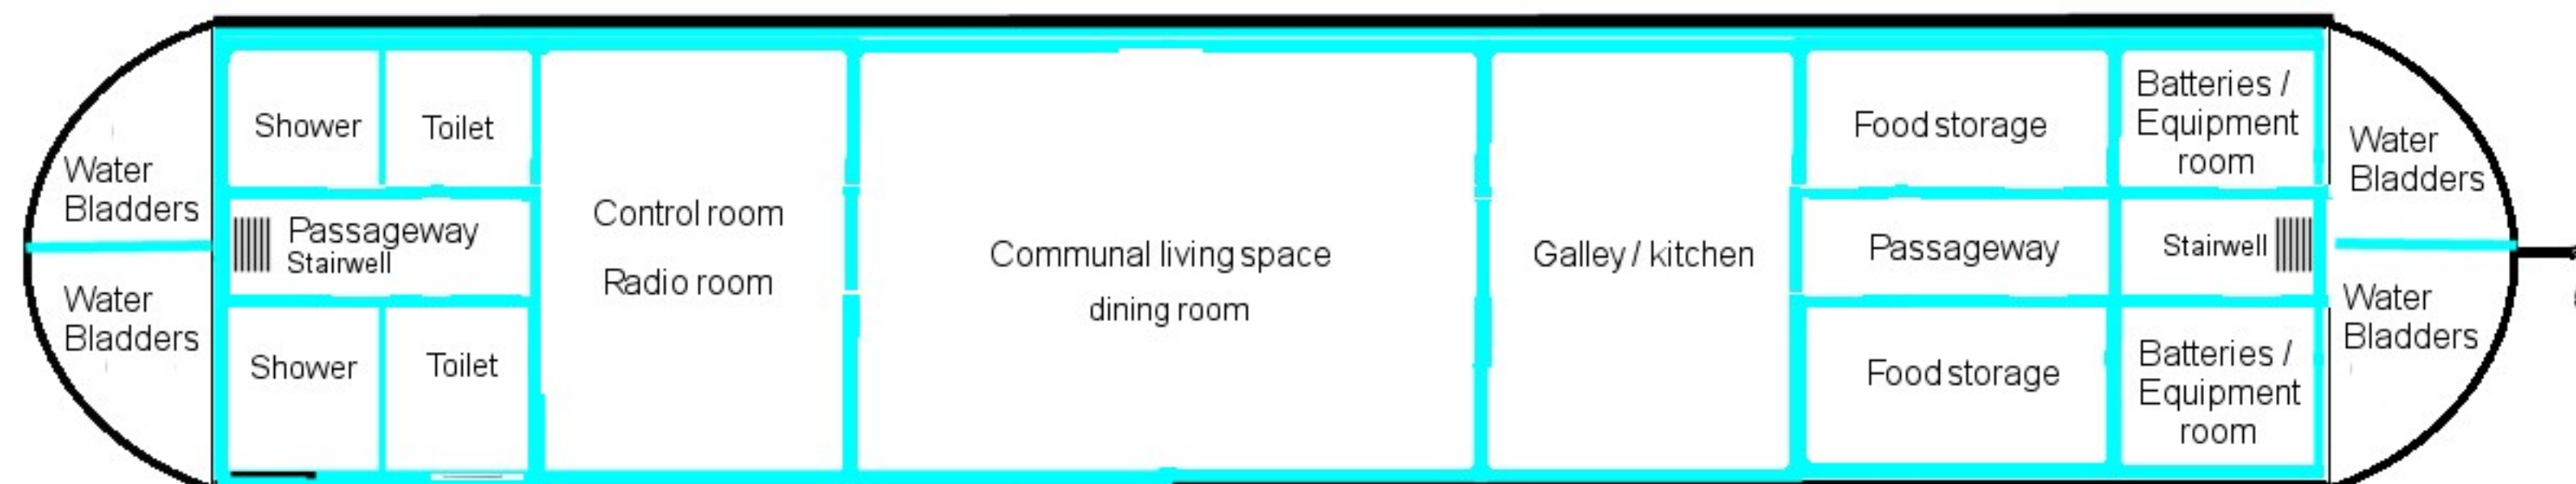 Water
Bladders
Water
Bladders
Shower
Toilet
Passageway
Stairwell
Shower
Toilet
Control room
Radio room
Communal living space
dining room
Galley / kitchen
Food storage
Passageway
Food storage
Batteries /
Equipment
room
Stairwell
Batteries /
Equipment
room
Water
Bladders
Water
Bladders